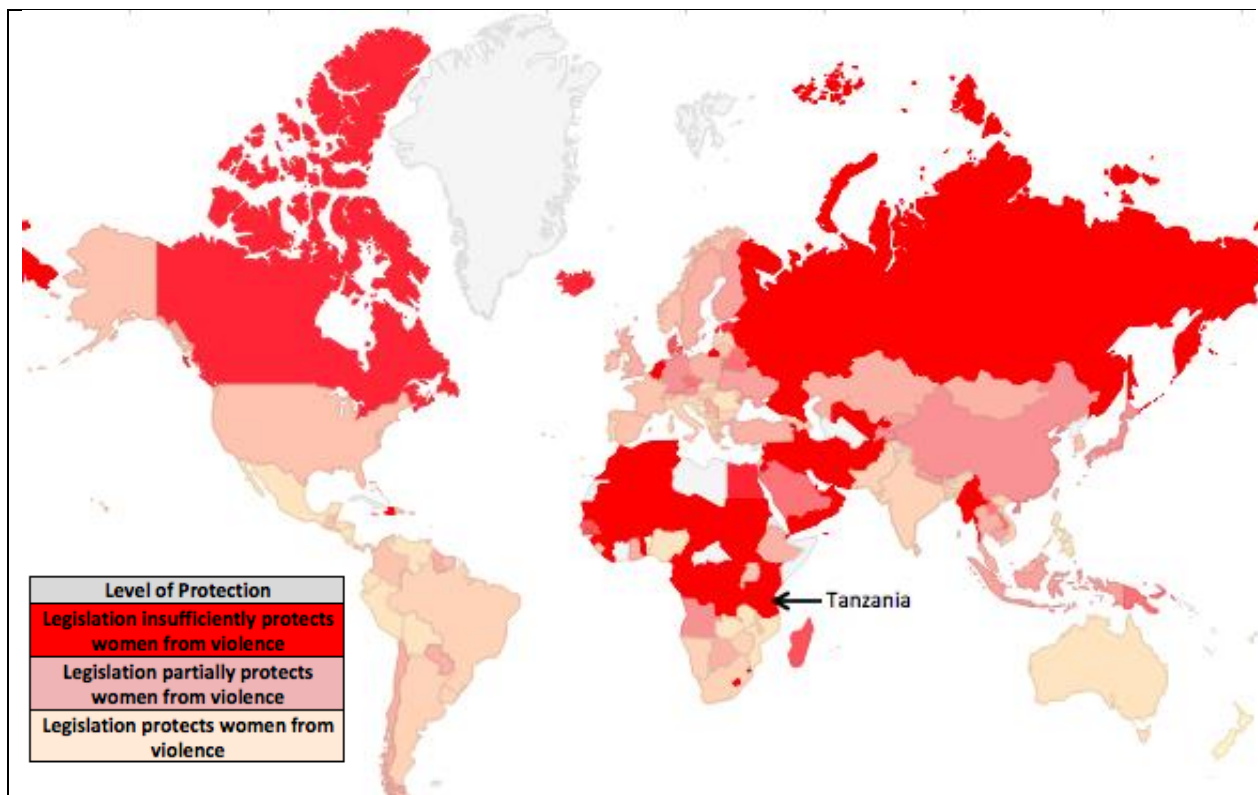 Level of Protection
Legislation insufficiently protects
women from violence
Legislation partially protects
women from violence
Legislation protects women from
violence
Tanzania